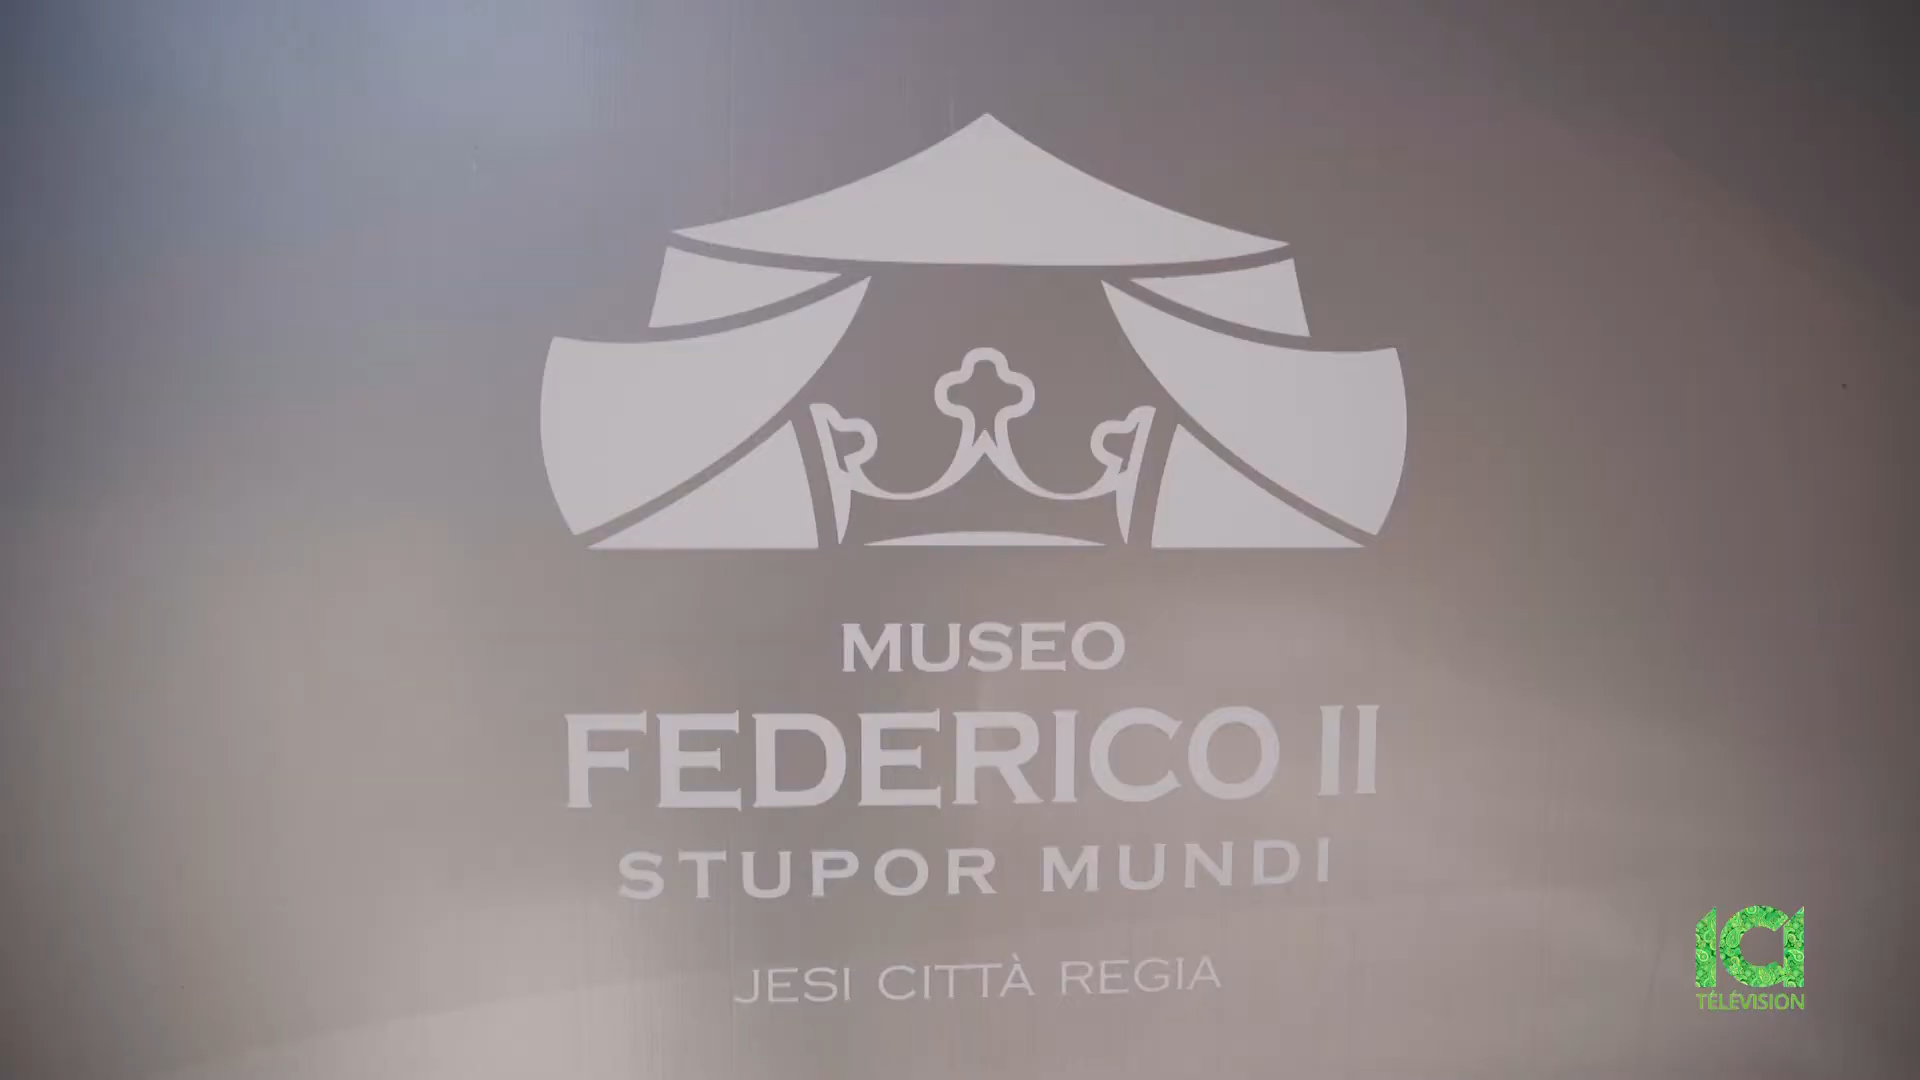 MUSEO
FEDERICO II
STUPOR MUNDI
JESI CITTÀ REGIA
ICI
TÉLÉVISION